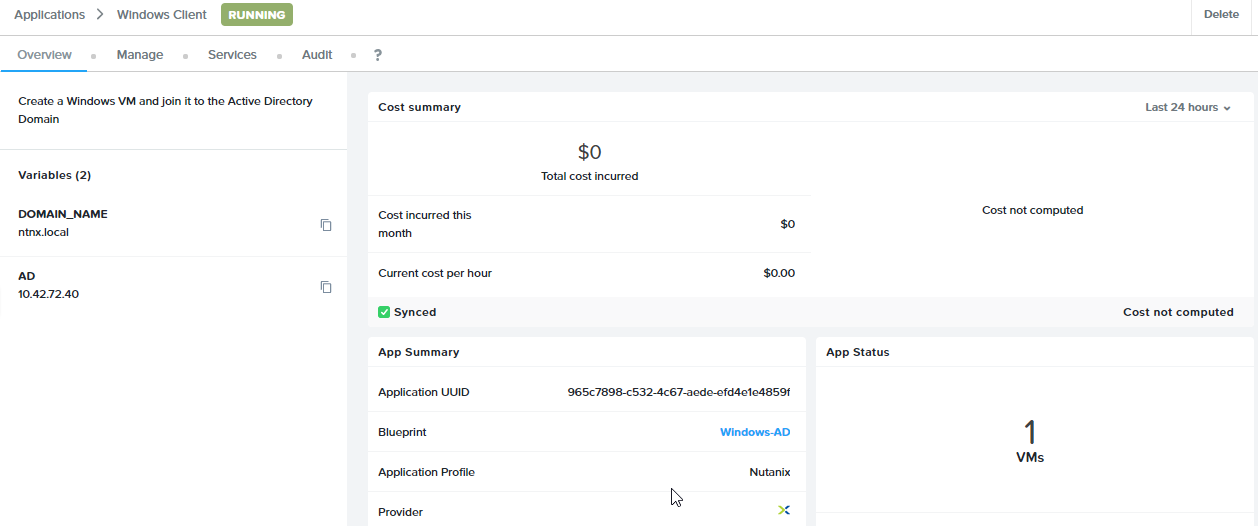 Applications > Windows Client RUNNING Delete
Overview Manage Services Audit ?
Create a Windows VM and join it to the Active Directory
Domain
Variables (2)
DOMAIN_NAME
ntnx.local
AD
10.42.72.40
Cost summary Last 24 hours
$0
Total cost incurred
Cost incurred this
month
$0
Current cost per hour $0.00
Cost not computed
Synced Cost not computed
App Summary
Application UUID 965c7898-c532-4c67-aede-efd4e1e4859f
Blueprint Windows-AD
Application Profile Nutanix
Provider
App Status
1
VMs